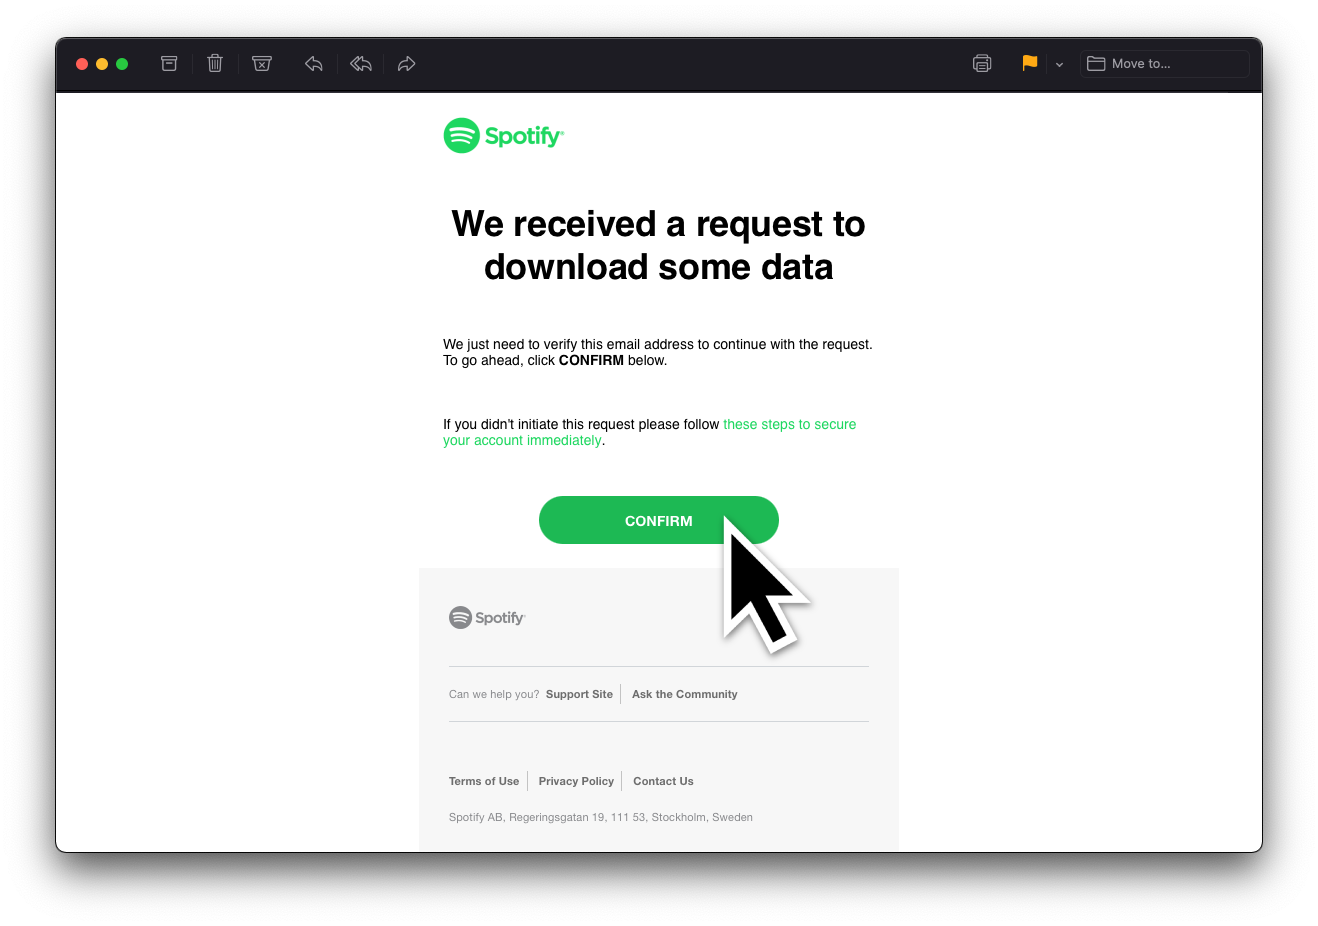 Move to...
Spotify®
We received a request to
download some data
We just need to verify this email address to continue with the request.
To go ahead, click CONFIRM below.
If you didn't initiate this request please follow these steps to secure
your account immediately.
CONFIRM
Spotify®
Can we help you? Support Site Ask the Community
Terms of Use Privacy Policy Contact Us
Spotify AB, Regeringsgatan 19, 111 53, Stockholm, Sweden